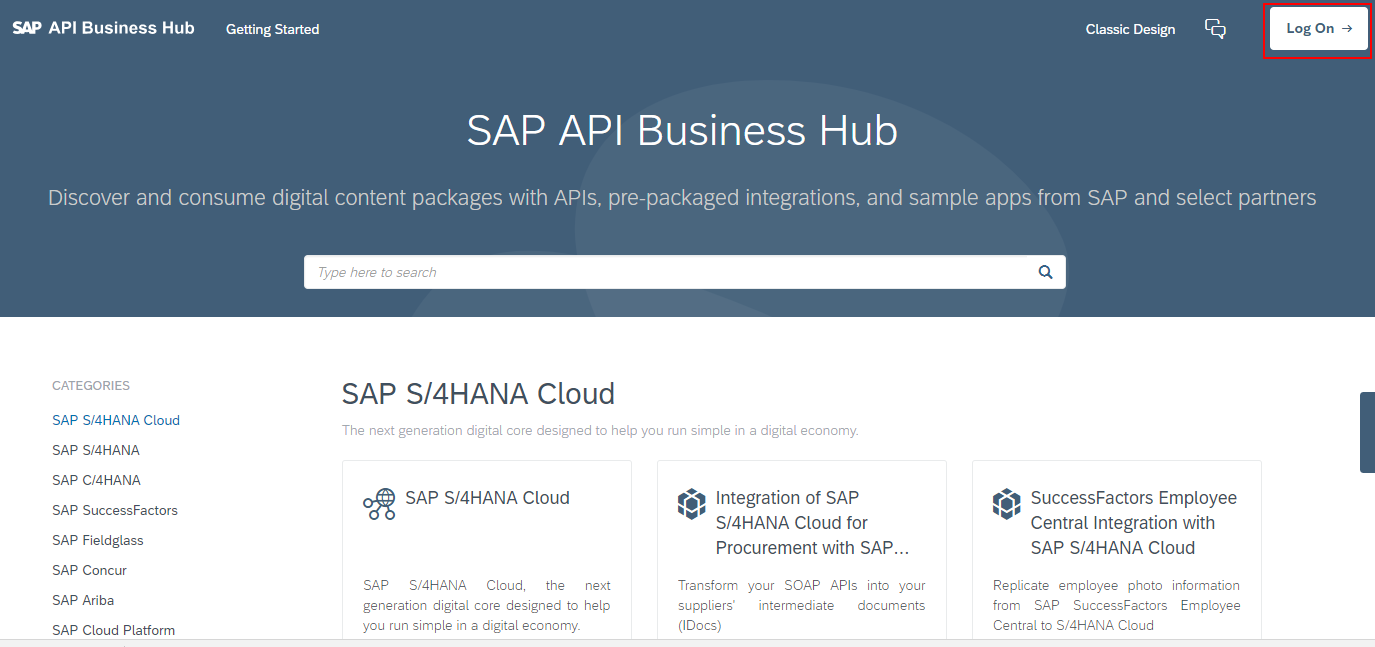 SAP API Business Hub
Getting Started
Classic Design
Log On →
SAP API Business Hub
Discover and consume digital content packages with APIs, pre-packaged integrations, and sample apps from SAP and select partners
Type here to search
CATEGORIES
SAP S/4HANA Cloud
SAP S/4HANA
SAP C/4HANA
SAP SuccessFactors
SAP Fieldglass
SAP Concur
SAP Ariba
SAP Cloud Platform
SAP S/4HANA Cloud
The next generation digital core designed to help you run simple in a digital economy.
SAP S/4HANA Cloud
SAP S/4HANA Cloud, the next
generation digital core designed to help
you run simple in a digital economy.
Integration of SAP
S/4HANA Cloud for
Procurement with SAP...
Transform your SOAP APIs into your
suppliers' intermediate documents
(IDocs)
SuccessFactors Employee
Central Integration with
SAP S/4HANA Cloud
Replicate employee photo information
from SAP SuccessFactors Employee
Central to S/4HANA Cloud